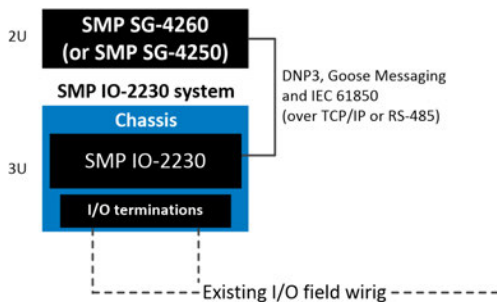 2U
SMP SG-4260
(or SMP SG-4250)
DNP3, Goose Messaging
and IEC 61850
(over TCP/IP or RS-485)
SMP IO-2230 system
Chassis
3U
SMP IO-2230
I/O terminations
Existing I/O field wirig